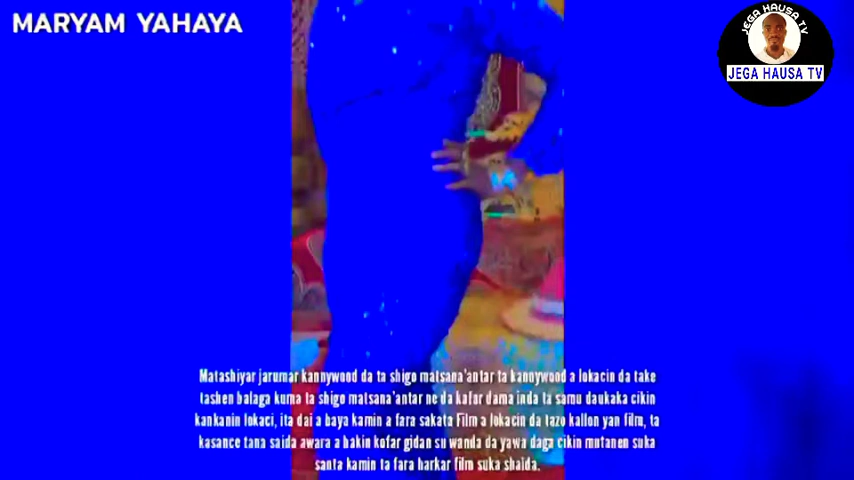 MARYAM YAHAYA
JEGA HAUSA TV
JEGA HAUSA TV
Matashiyar jarumar kannywood da ta shigo matsana'antar ta kannywood a lokacin da take
tashen balaga kuma ta shigo matsana'antar ne da kafar dama inda ta samu daukaka cikin
kankanin lokaci, ita dai a baya kamin a fara sakata Film a lokacin da tazo kallon yan film, ta
kasance tana saida awara a bakin kofar gidan su wanda da yawa daga cikin mutanen suka
santa kamin ta fara harkar film suka shaida.